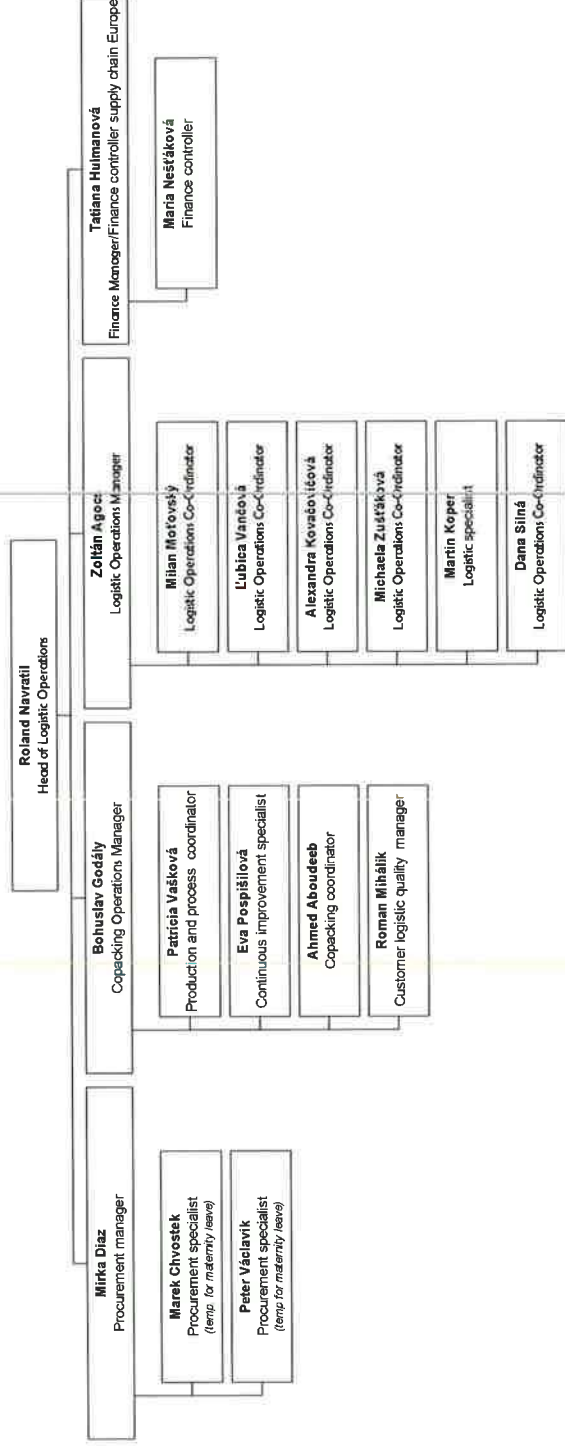 Roland Navratil
Head of Logistic Operations
Mirka Diaz
Procurement manager
Marek Chvostek
Procurement specialist
(temp. for maternity leave)
Peter Václavik
Procurement specialist
(temp for maternity leave)
Bohuslav Godály
Copacking Operations Manager
Patrícia Vašková
Production and process coordinator
Eva Pospišilová
Continuous improvement specialist
Ahmed Aboudeeb
Copacking coordinator
Roman Mihálik
Customer logistic quality manager
Zoltán Agocs
Logistic Operations Manager
Milan Moťovský
Logistic Operations Co-Ordinator
Ľubica Vančová
Logistic Operations Co-Ordinator
Alexandra Kovačovičová
Logistic Operations Co-Ordinator
Michaela Zušťáková
Logistic Operations Co-Ordinator
Martin Koper
Logistic specialist
Dana Silná
Logistic Operations Co-Ordinator
Tatiana Hulmanová
Finance Manager/Finance controller supply chain Europe
Maria Nešťáková
Finance controller